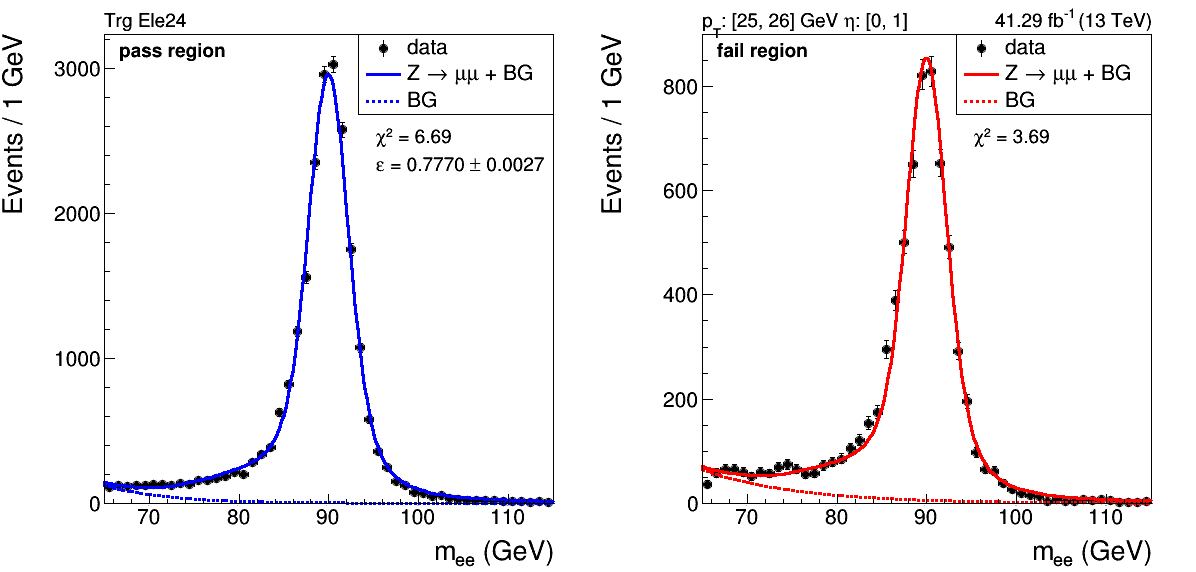 Trg Ele24
pass region
data
Z → μμ + BG
BG
χ² = 6.69
ε = 0.7770 ± 0.0027
Events / 1 GeV
3000
2000
1000
0
70 80 90 100 110
m_ee (GeV)
p_T: [25, 26] GeV η: [0, 1] 41.29 fb⁻¹ (13 TeV)
fail region
data
Z → μμ + BG
BG
χ² = 3.69
Events / 1 GeV
800
600
400
200
0
70 80 90 100 110
m_ee (GeV)